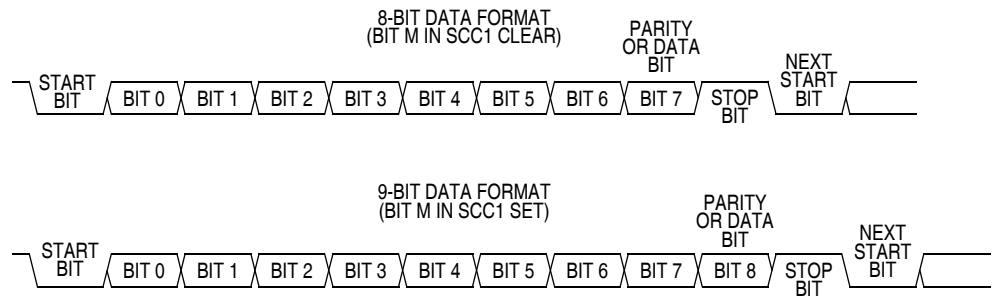 8-BIT DATA FORMAT
(BIT M IN SCC1 CLEAR)
PARITY
OR DATA
BIT
NEXT
START
BIT
START
BIT
BIT 0 BIT 1 BIT 2 BIT 3 BIT 4 BIT 5 BIT 6 BIT 7
STOP
BIT
9-BIT DATA FORMAT
(BIT M IN SCC1 SET)
PARITY
OR DATA
BIT
NEXT
START
BIT
START
BIT
BIT 0 BIT 1 BIT 2 BIT 3 BIT 4 BIT 5 BIT 6 BIT 7 BIT 8
STOP
BIT